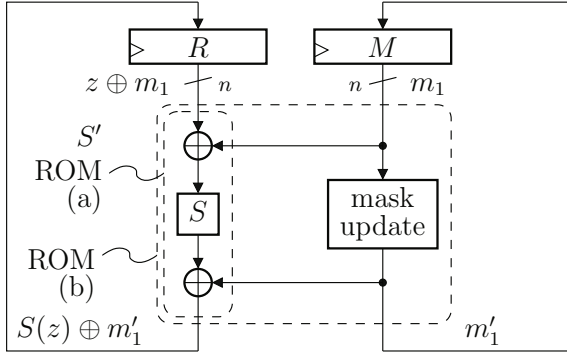 R
M
z ⊕ m₁
n
n
m₁
S′
ROM
(a)
S
mask
update
ROM
(b)
S(z) ⊕ m′₁
m′₁